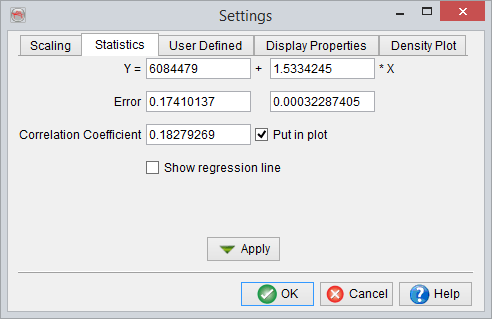 Settings
Scaling Statistics User Defined Display Properties Density Plot
Y = 6084479 + 1.5334245 * X
Error 0.17410137 0.00032287405
Correlation Coefficient 0.18279269 Put in plot
Show regression line
Apply
OK Cancel Help